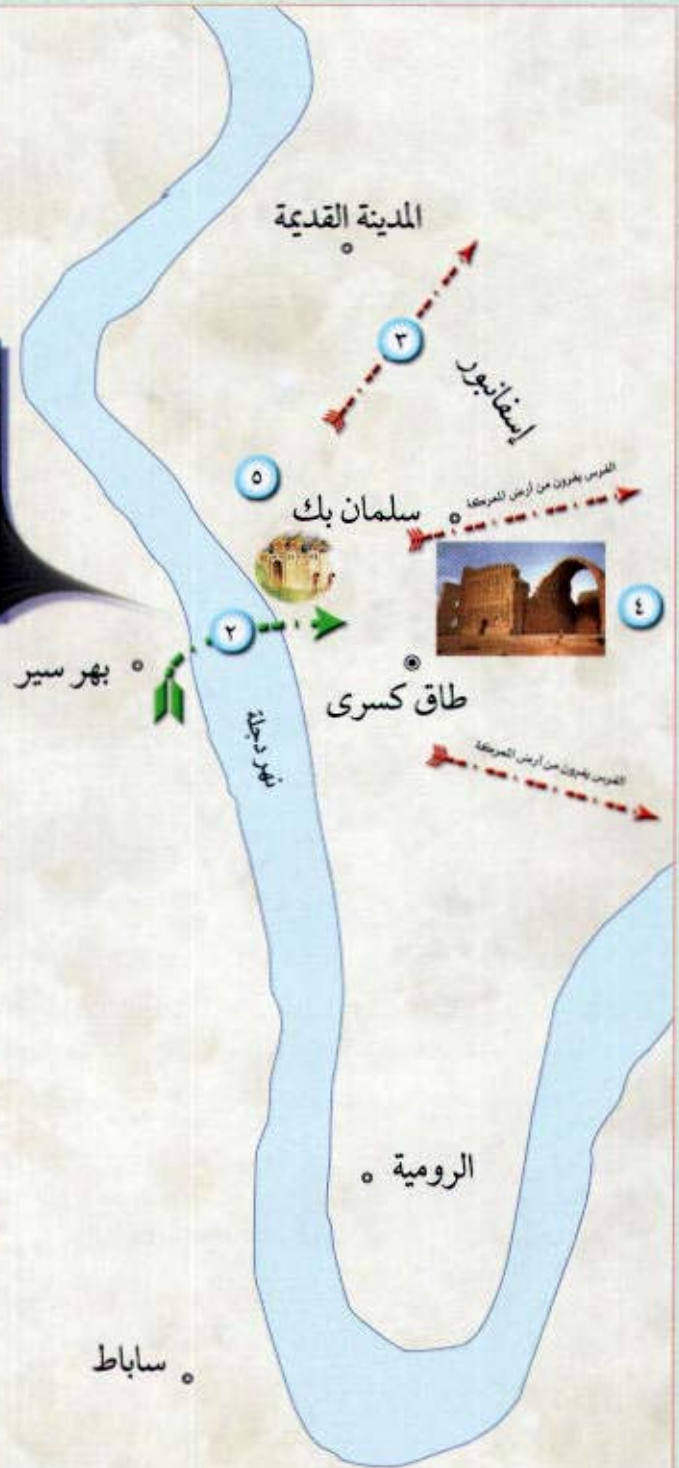 المدينة القديمة
٣
إسفانبور
٥
الفرس يفرون من أرض المعركة
سلمان بك
٤
٢
بهر سير
طاق كسرى
نهر دجلة
الفرس يفرون من أرض المعركة
الرومية
ساباط